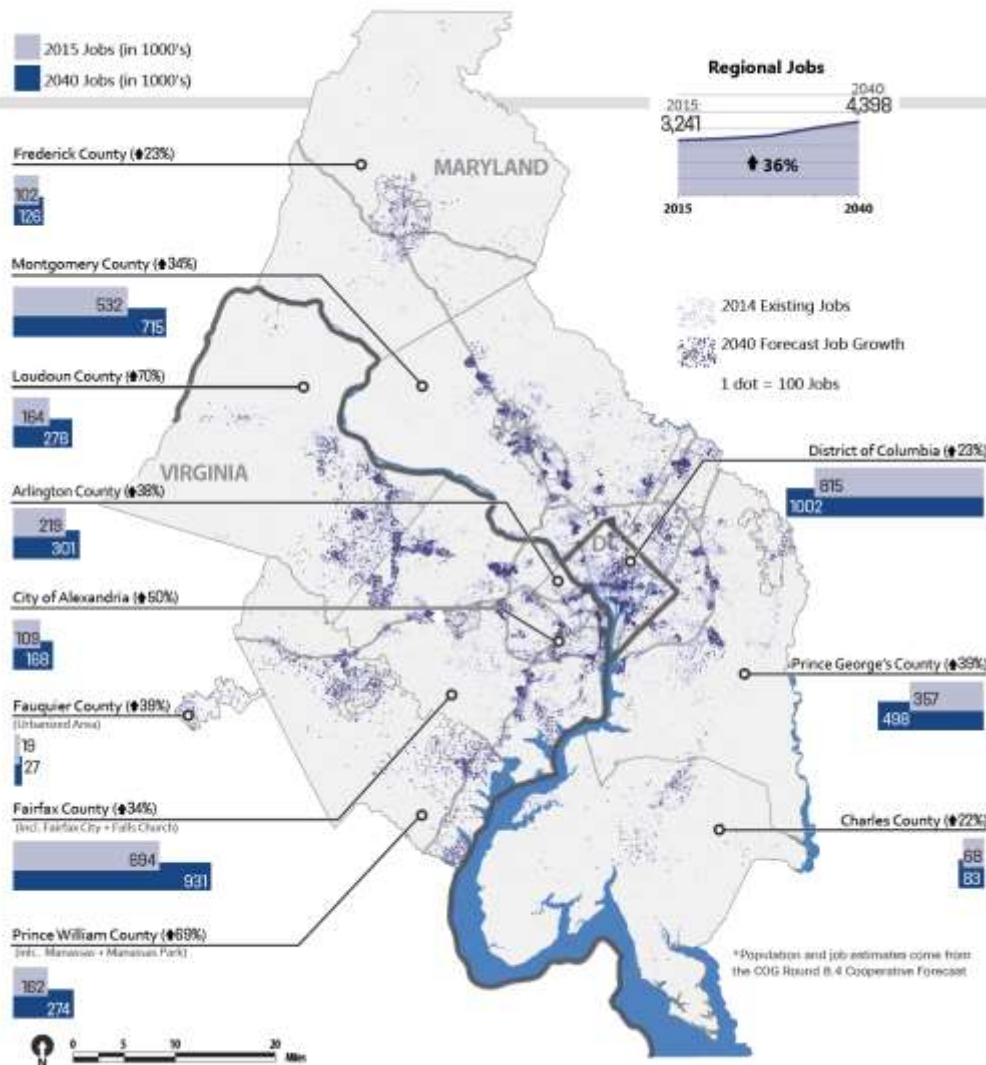 2015 Jobs (in 1000's)
2040 Jobs (in 1000's)
Regional Jobs
2015:
3,241
2040:
4,398
36%
2015
2040
Frederick County (23%)
102
126
MARYLAND
Montgomery County (34%)
532
715
2014 Existing Jobs
2040 Forecast Job Growth
1 dot = 100 Jobs
Loudoun County (70%)
164
278
VIRGINIA
District of Columbia (23%)
815
1002
DC
Arlington County (38%)
301
City of Alexandria (50%)
109
168
Prince George's County (39%)
357
498
Fauquier County (39%)
(Urbanized Area)
19
27
Fairfax County (34%)
(Incl. Fairfax City + Falls Church)
694
931
Charles County (22%)
68
83
Prince William County (69%)
Manassas + Manassas Park)
162
274
*Population and job estimates come from
the COG Round 8.4 Cooperative Forecast
N
0 5 10 20
Miles